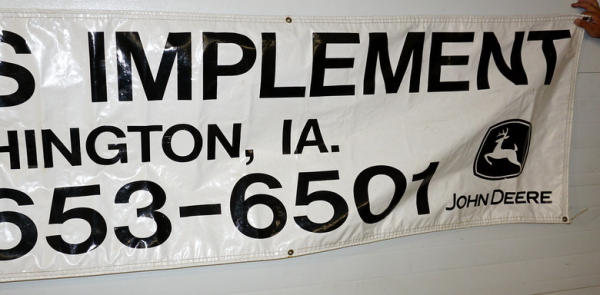 S IMPLEMENT
HINGTON, IA.
653-6501
JOHN DEERE